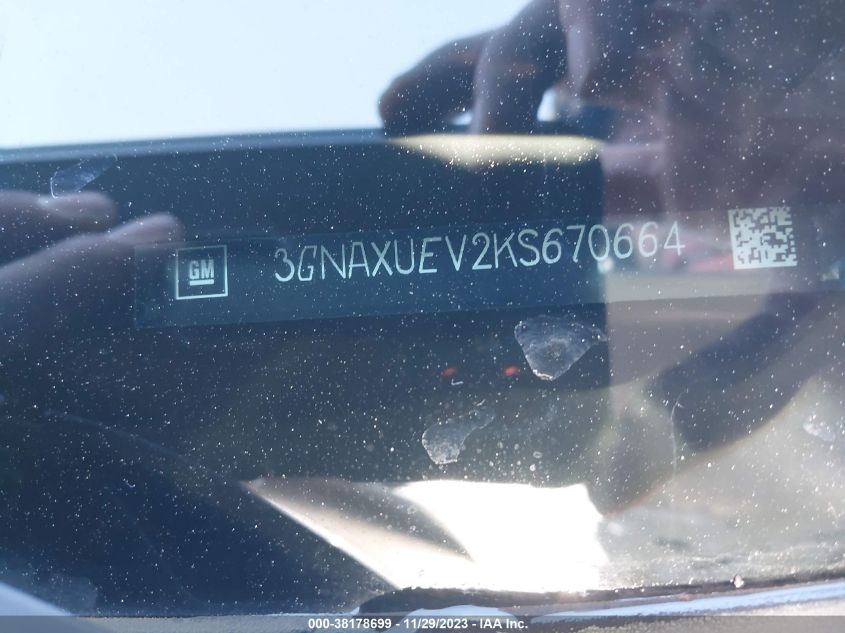 GM 3GNAXUEV2KS670664
000-38178699 - 11/29/2023 - IAA Inc.